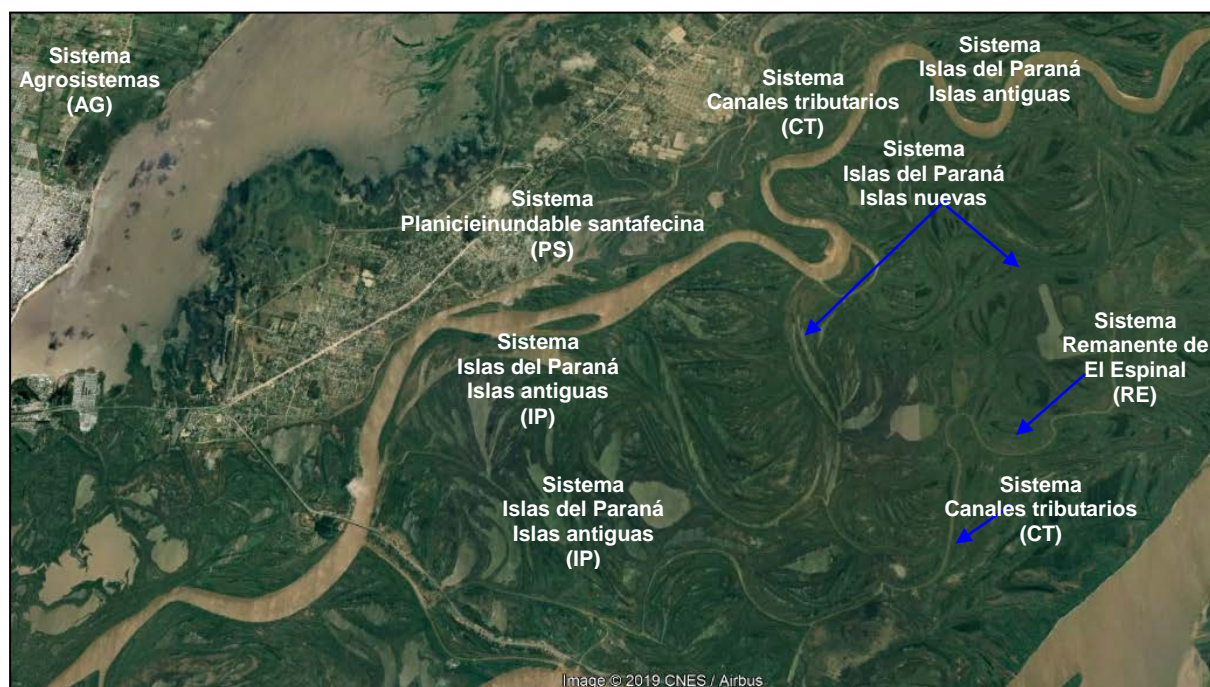 Sistema
Agrosistemas
(AG)
Sistema
Canales tributarios
(CT)
Sistema
Islas del Paraná
Islas antiguas
Sistema
Islas del Paraná
Islas nuevas
Sistema
Planicieinundable santafecina
(PS)
Sistema
Islas del Paraná
Islas antiguas
(IP)
Sistema
Remanente de
El Espinal
(RE)
Sistema
Islas del Paraná
Islas antiguas
(IP)
Sistema
Canales tributarios
(CT)
Image © 2019 CNES / Airbus